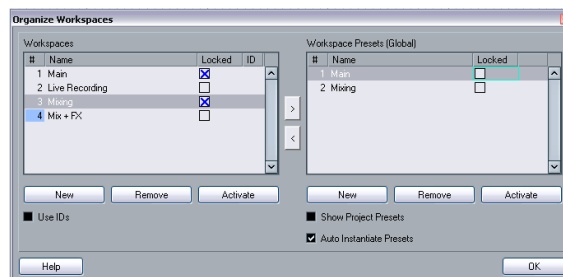 Organize Workspaces
Workspaces
# Name Locked ID
1 Main
2 Live Recording
3 Mixing
4 Mix + FX
New Remove Activate
Use IDs
>
<
Workspace Presets (Global)
# Name Locked
1 Main
2 Mixing
New Remove Activate
Show Project Presets
Auto Instantiate Presets
Help OK